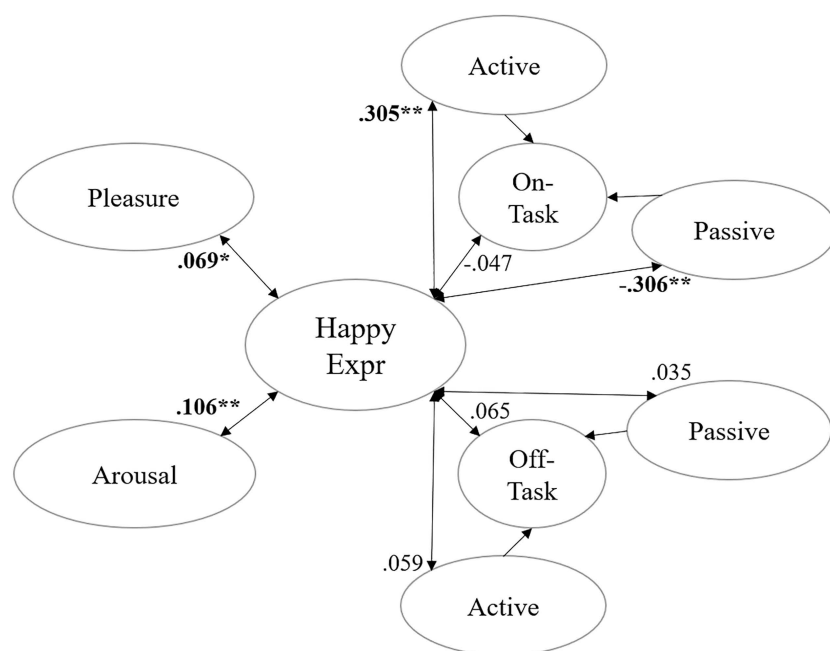 Active
.305**
On-
Task
Pleasure
Passive
.069*
-.047
-.306**
Happy
Expr
.035
.106**
.065
Passive
Off-
Task
Arousal
.059
Active